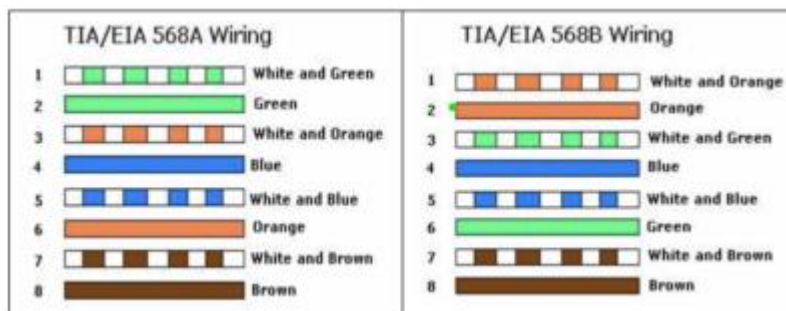 TIA/EIA 568A Wiring
1 White and Green
2 Green
3 White and Orange
4 Blue
5 White and Blue
6 Orange
7 White and Brown
8 Brown
TIA/EIA 568B Wiring
1 White and Orange
2 Orange
3 White and Green
4 Blue
5 White and Blue
6 Green
7 White and Brown
8 Brown